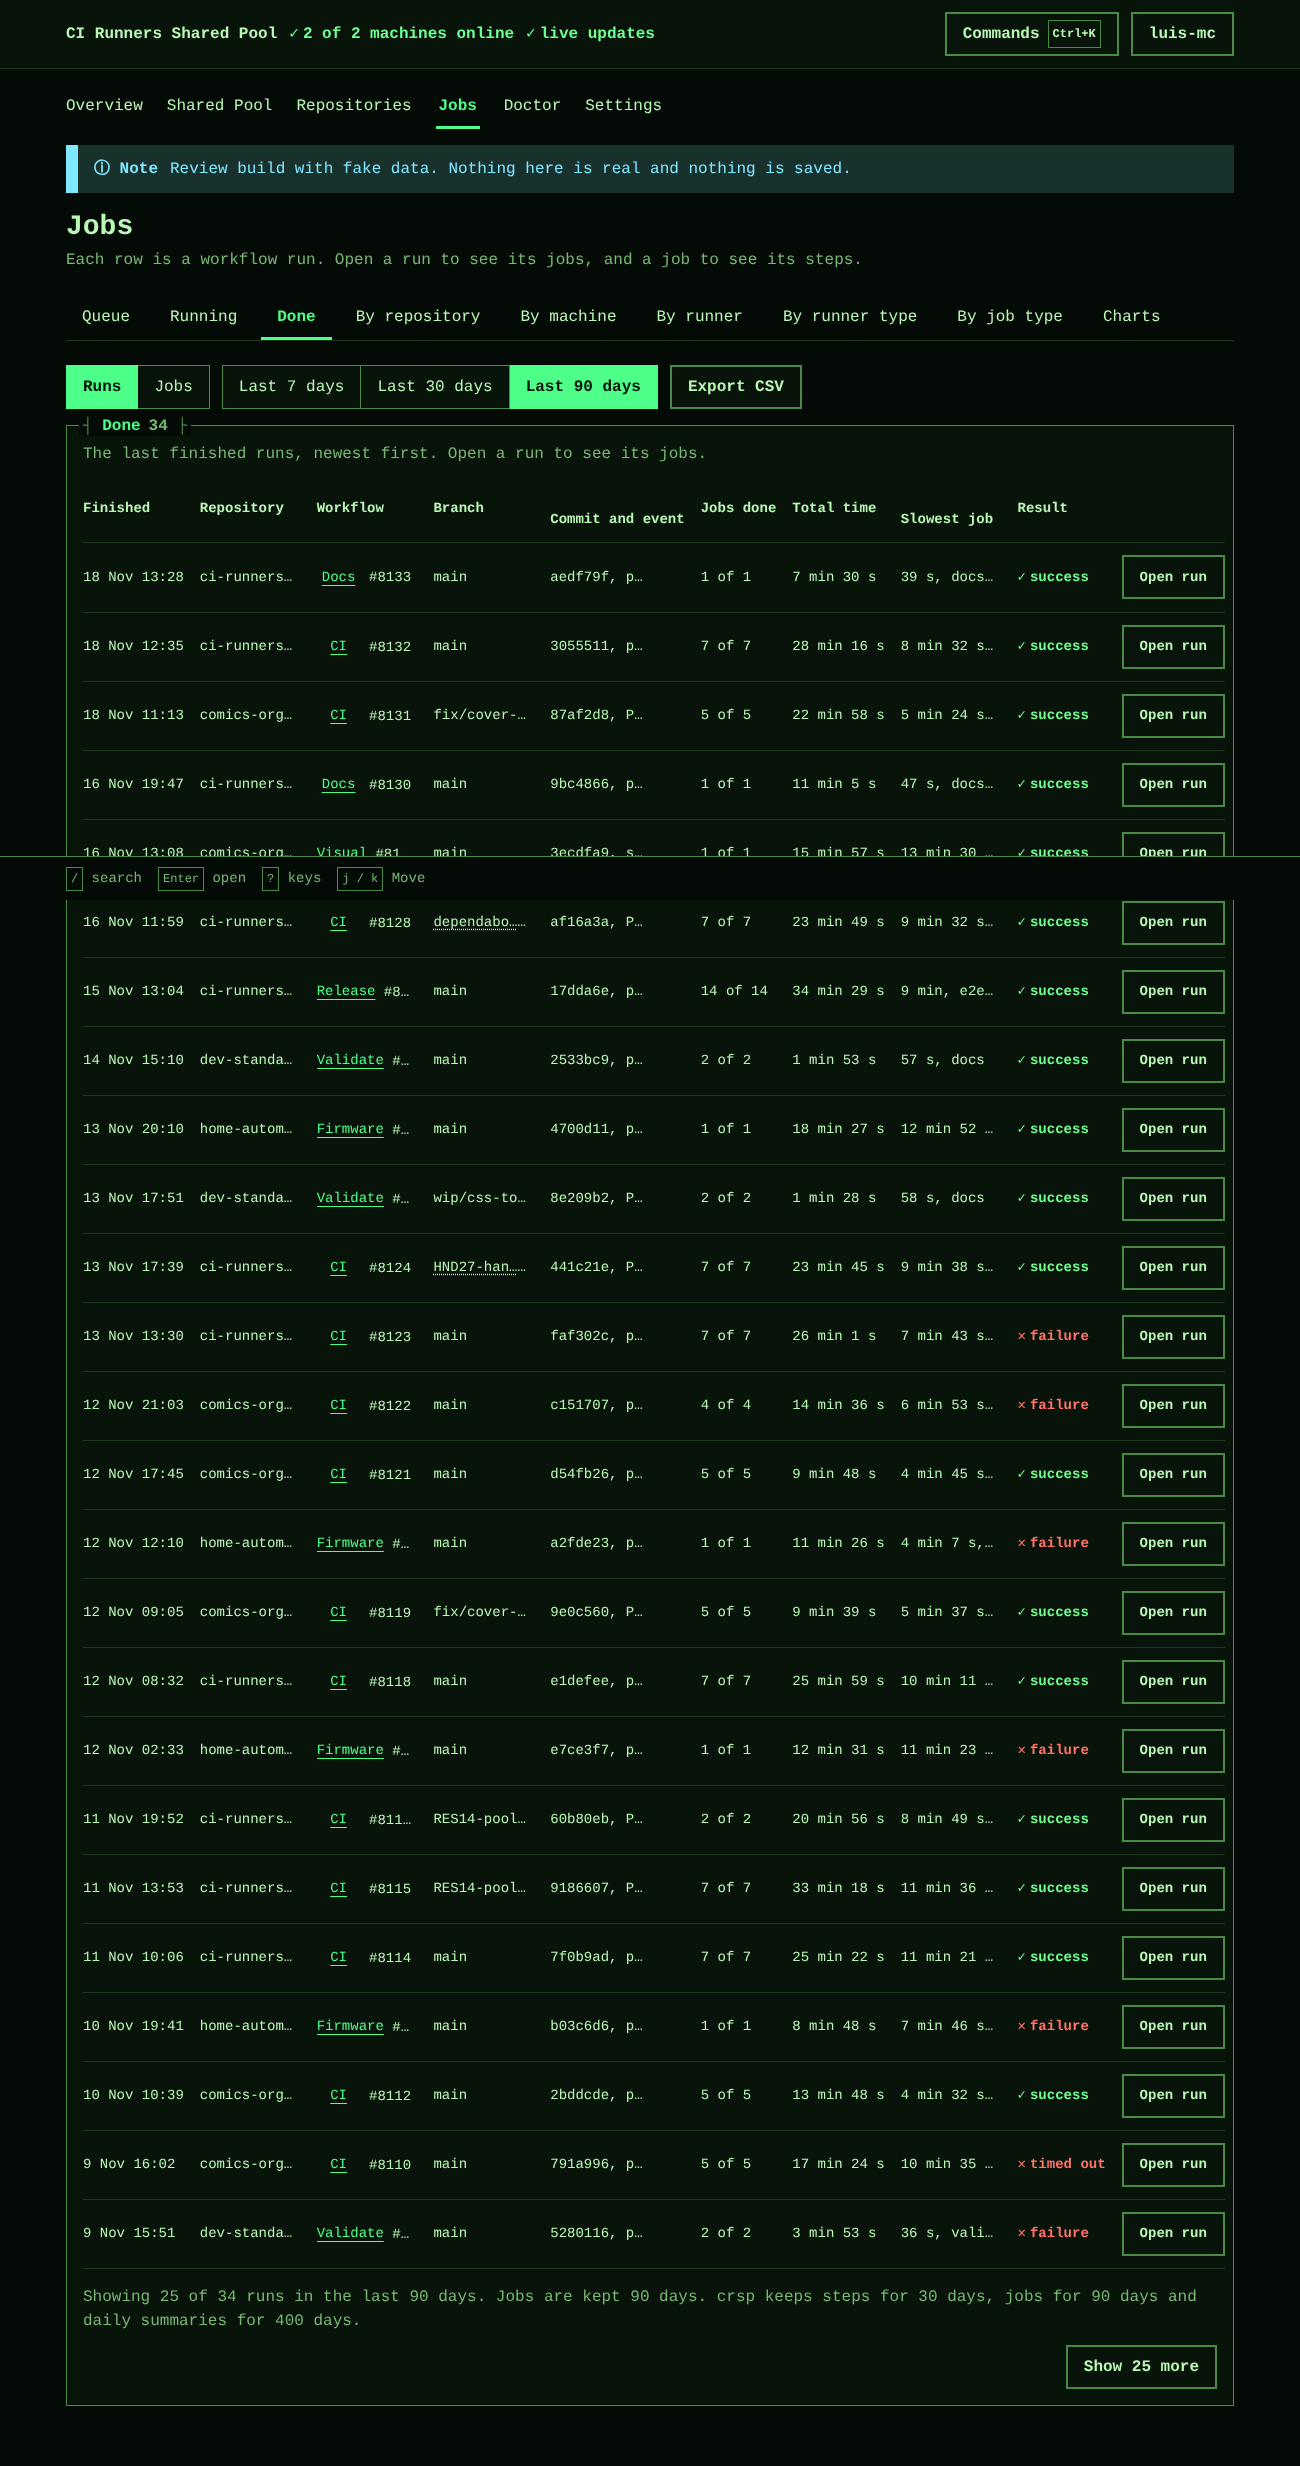 CI Runners Shared Pool ✓ 2 of 2 machines online ✓ live updates Commands Ctrl+K luis-mc
Overview Shared Pool Repositories Jobs Doctor Settings
ⓘ Note Review build with fake data. Nothing here is real and nothing is saved.
Jobs
Each row is a workflow run. Open a run to see its jobs, and a job to see its steps.
Queue Running Done By repository By machine By runner By runner type By job type Charts
Runs Jobs Last 7 days Last 30 days Last 90 days Export CSV
Done 34
The last finished runs, newest first. Open a run to see its jobs.
Finished Repository Workflow Branch Commit and event Jobs done Total time Slowest job Result
18 Nov 13:28 ci-runners… Docs #8133 main aedf79f, p… 1 of 1 7 min 30 s 39 s, docs… ✓ success Open run
18 Nov 12:35 ci-runners… CI #8132 main 3055511, p… 7 of 7 28 min 16 s 8 min 32 s… ✓ success Open run
18 Nov 11:13 comics-org… CI #8131 fix/cover-… 87af2d8, P… 5 of 5 22 min 58 s 5 min 24 s… ✓ success Open run
16 Nov 19:47 ci-runners… Docs #8130 main 9bc4866, p… 1 of 1 11 min 5 s 47 s, docs… ✓ success Open run
16 Nov 13:08 comics-org… Visual #81… main 3ecdfa9, s… 1 of 1 15 min 57 s 13 min 30 … ✓ success Open run
/ search Enter open ? keys j / k Move
16 Nov 11:59 ci-runners… CI #8128 dependabo…… af16a3a, P… 7 of 7 23 min 49 s 9 min 32 s… ✓ success Open run
15 Nov 13:04 ci-runners… Release #8… main 17dda6e, p… 14 of 14 34 min 29 s 9 min, e2e… ✓ success Open run
14 Nov 15:10 dev-standa… Validate #… main 2533bc9, p… 2 of 2 1 min 53 s 57 s, docs ✓ success Open run
13 Nov 20:10 home-autom… Firmware #… main 4700d11, p… 1 of 1 18 min 27 s 12 min 52 … ✓ success Open run
13 Nov 17:51 dev-standa… Validate #… wip/css-to… 8e209b2, P… 2 of 2 1 min 28 s 58 s, docs ✓ success Open run
13 Nov 17:39 ci-runners… CI #8124 HND27-han…… 441c21e, P… 7 of 7 23 min 45 s 9 min 38 s… ✓ success Open run
13 Nov 13:30 ci-runners… CI #8123 main faf302c, p… 7 of 7 26 min 1 s 7 min 43 s… ✕ failure Open run
12 Nov 21:03 comics-org… CI #8122 main c151707, p… 4 of 4 14 min 36 s 6 min 53 s… ✕ failure Open run
12 Nov 17:45 comics-org… CI #8121 main d54fb26, p… 5 of 5 9 min 48 s 4 min 45 s… ✓ success Open run
12 Nov 12:10 home-autom… Firmware #… main a2fde23, p… 1 of 1 11 min 26 s 4 min 7 s,… ✕ failure Open run
12 Nov 09:05 comics-org… CI #8119 fix/cover-… 9e0c560, P… 5 of 5 9 min 39 s 5 min 37 s… ✓ success Open run
12 Nov 08:32 ci-runners… CI #8118 main e1defee, p… 7 of 7 25 min 59 s 10 min 11 … ✓ success Open run
12 Nov 02:33 home-autom… Firmware #… main e7ce3f7, p… 1 of 1 12 min 31 s 11 min 23 … ✕ failure Open run
11 Nov 19:52 ci-runners… CI #811… RES14-pool… 60b80eb, P… 2 of 2 20 min 56 s 8 min 49 s… ✓ success Open run
11 Nov 13:53 ci-runners… CI #8115 RES14-pool… 9186607, P… 7 of 7 33 min 18 s 11 min 36 … ✓ success Open run
11 Nov 10:06 ci-runners… CI #8114 main 7f0b9ad, p… 7 of 7 25 min 22 s 11 min 21 … ✓ success Open run
10 Nov 19:41 home-autom… Firmware #… main b03c6d6, p… 1 of 1 8 min 48 s 7 min 46 s… ✕ failure Open run
10 Nov 10:39 comics-org… CI #8112 main 2bddcde, p… 5 of 5 13 min 48 s 4 min 32 s… ✓ success Open run
9 Nov 16:02 comics-org… CI #8110 main 791a996, p… 5 of 5 17 min 24 s 10 min 35 … ✕ timed out Open run
9 Nov 15:51 dev-standa… Validate #… main 5280116, p… 2 of 2 3 min 53 s 36 s, vali… ✕ failure Open run
Showing 25 of 34 runs in the last 90 days. Jobs are kept 90 days. crsp keeps steps for 30 days, jobs for 90 days and
daily summaries for 400 days.
Show 25 more